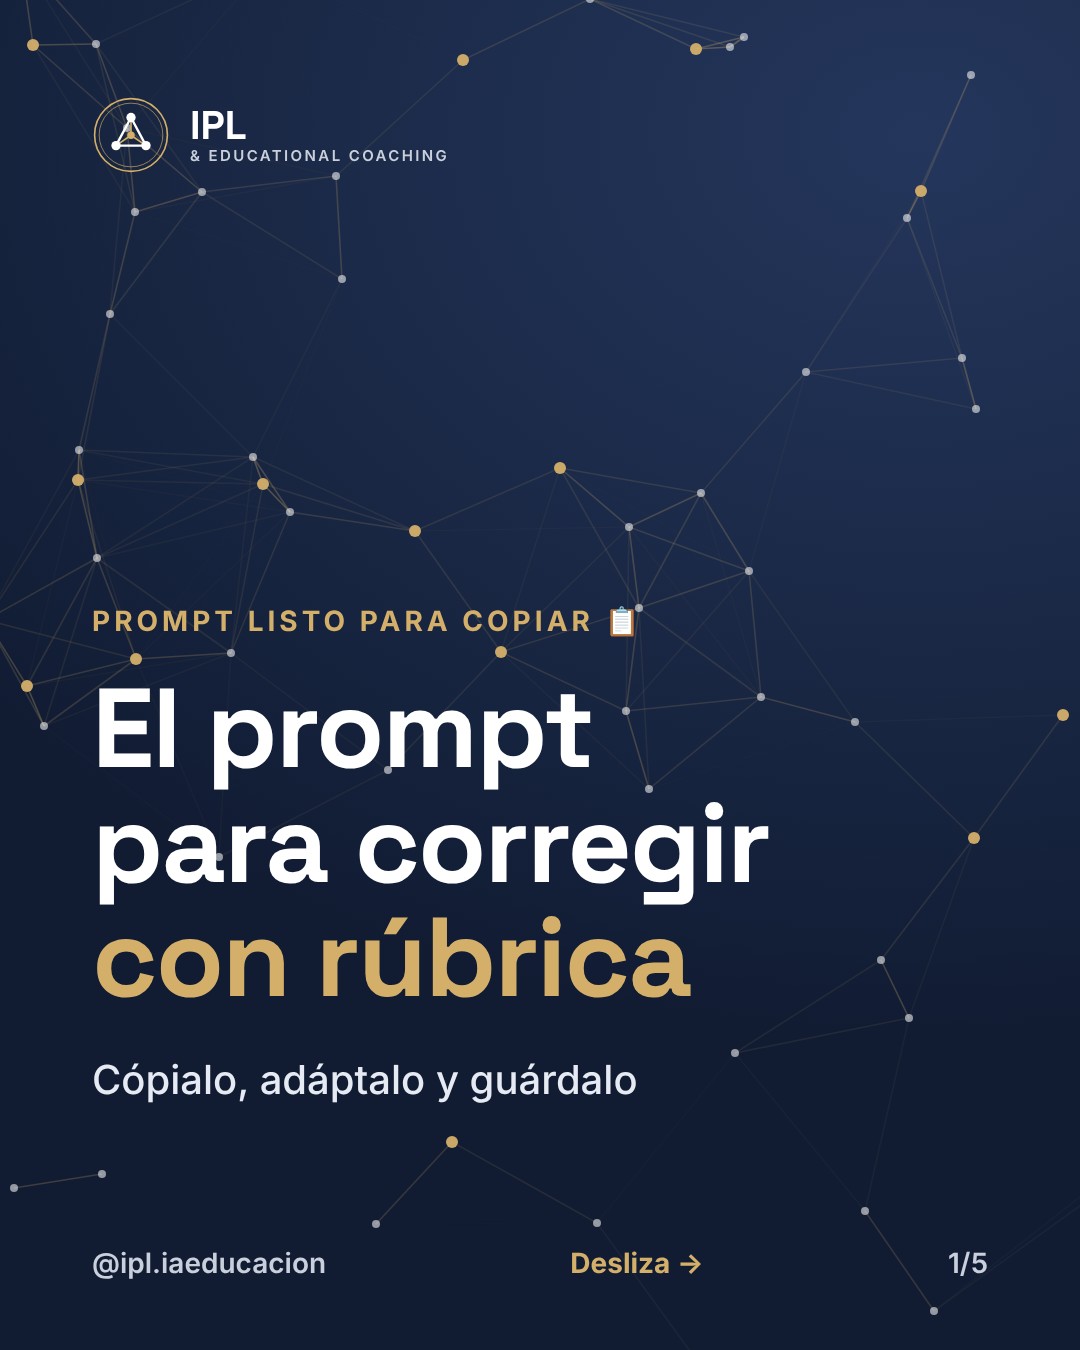 IPL
& EDUCATIONAL COACHING
PROMPT LISTO PARA COPIAR 📋
El prompt
para corregir
con rúbrica
Cópialo, adáptalo y guárdalo
@ipl.iaeducacion
Desliza →
1/5